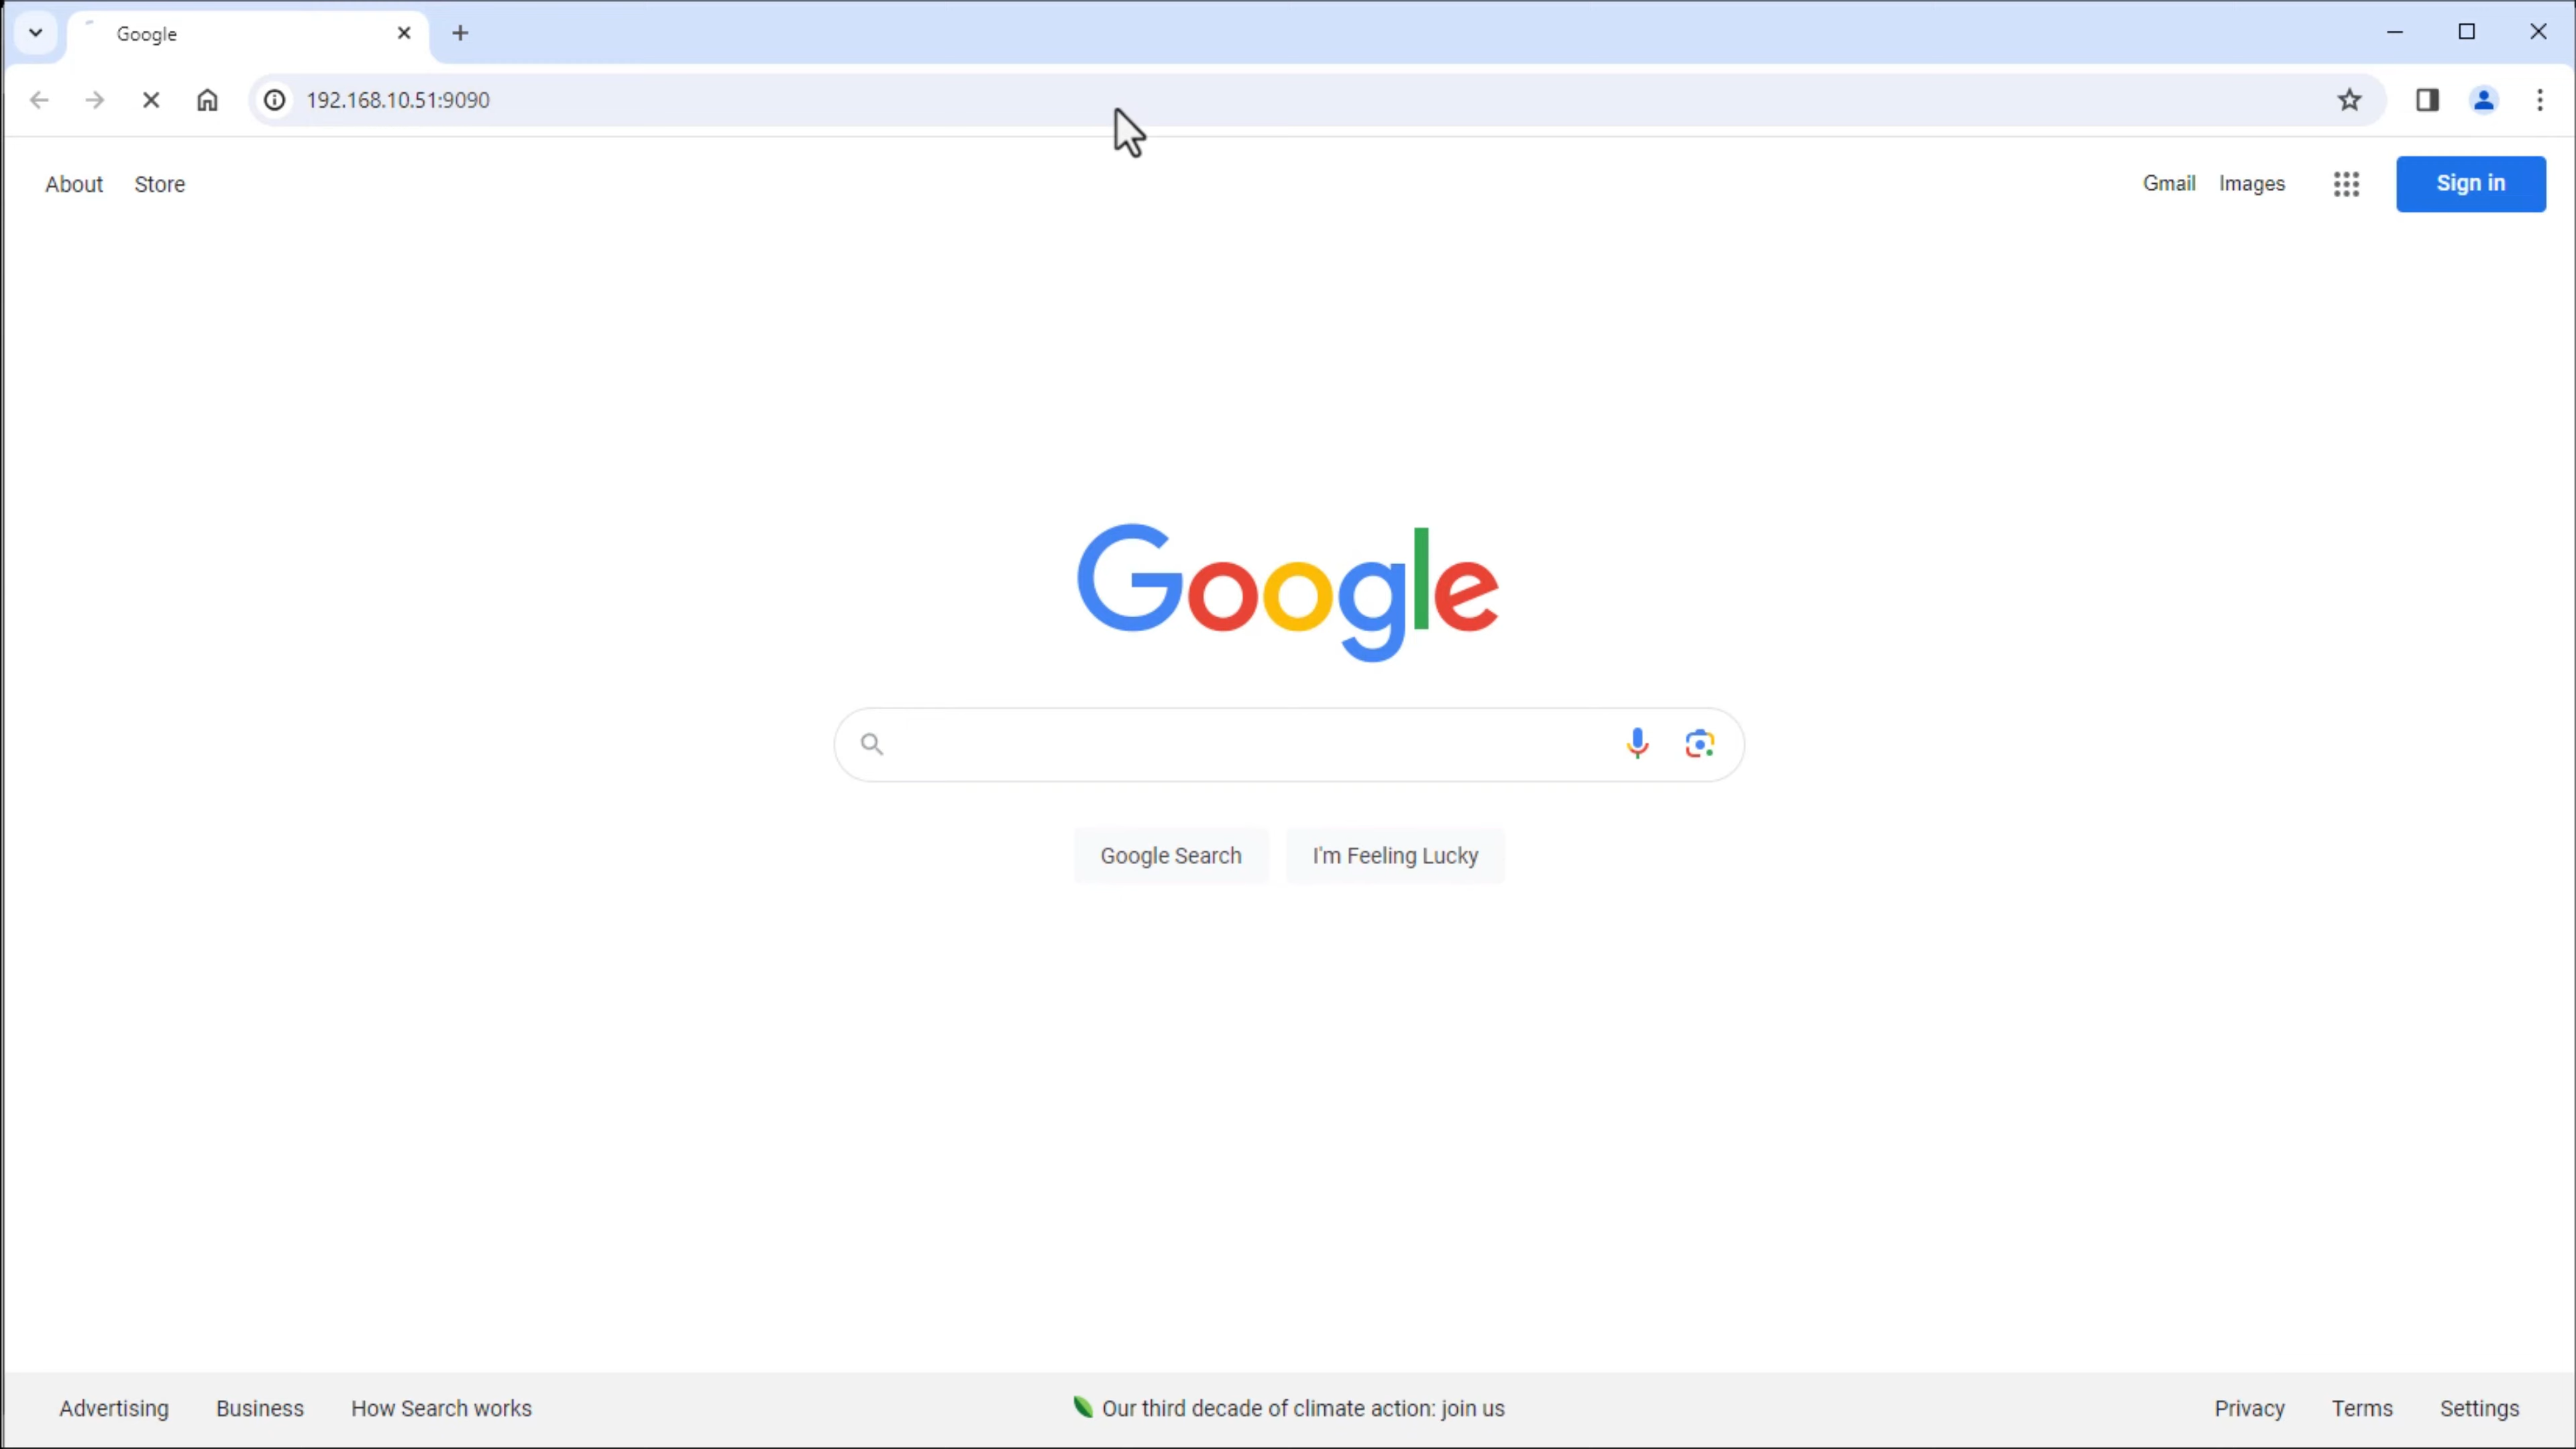 Google
192.168.10.51:9090
About Store
Gmail Images Sign in
Google
Google Search I'm Feeling Lucky
Advertising Business How Search works
Our third decade of climate action: join us
Privacy Terms Settings